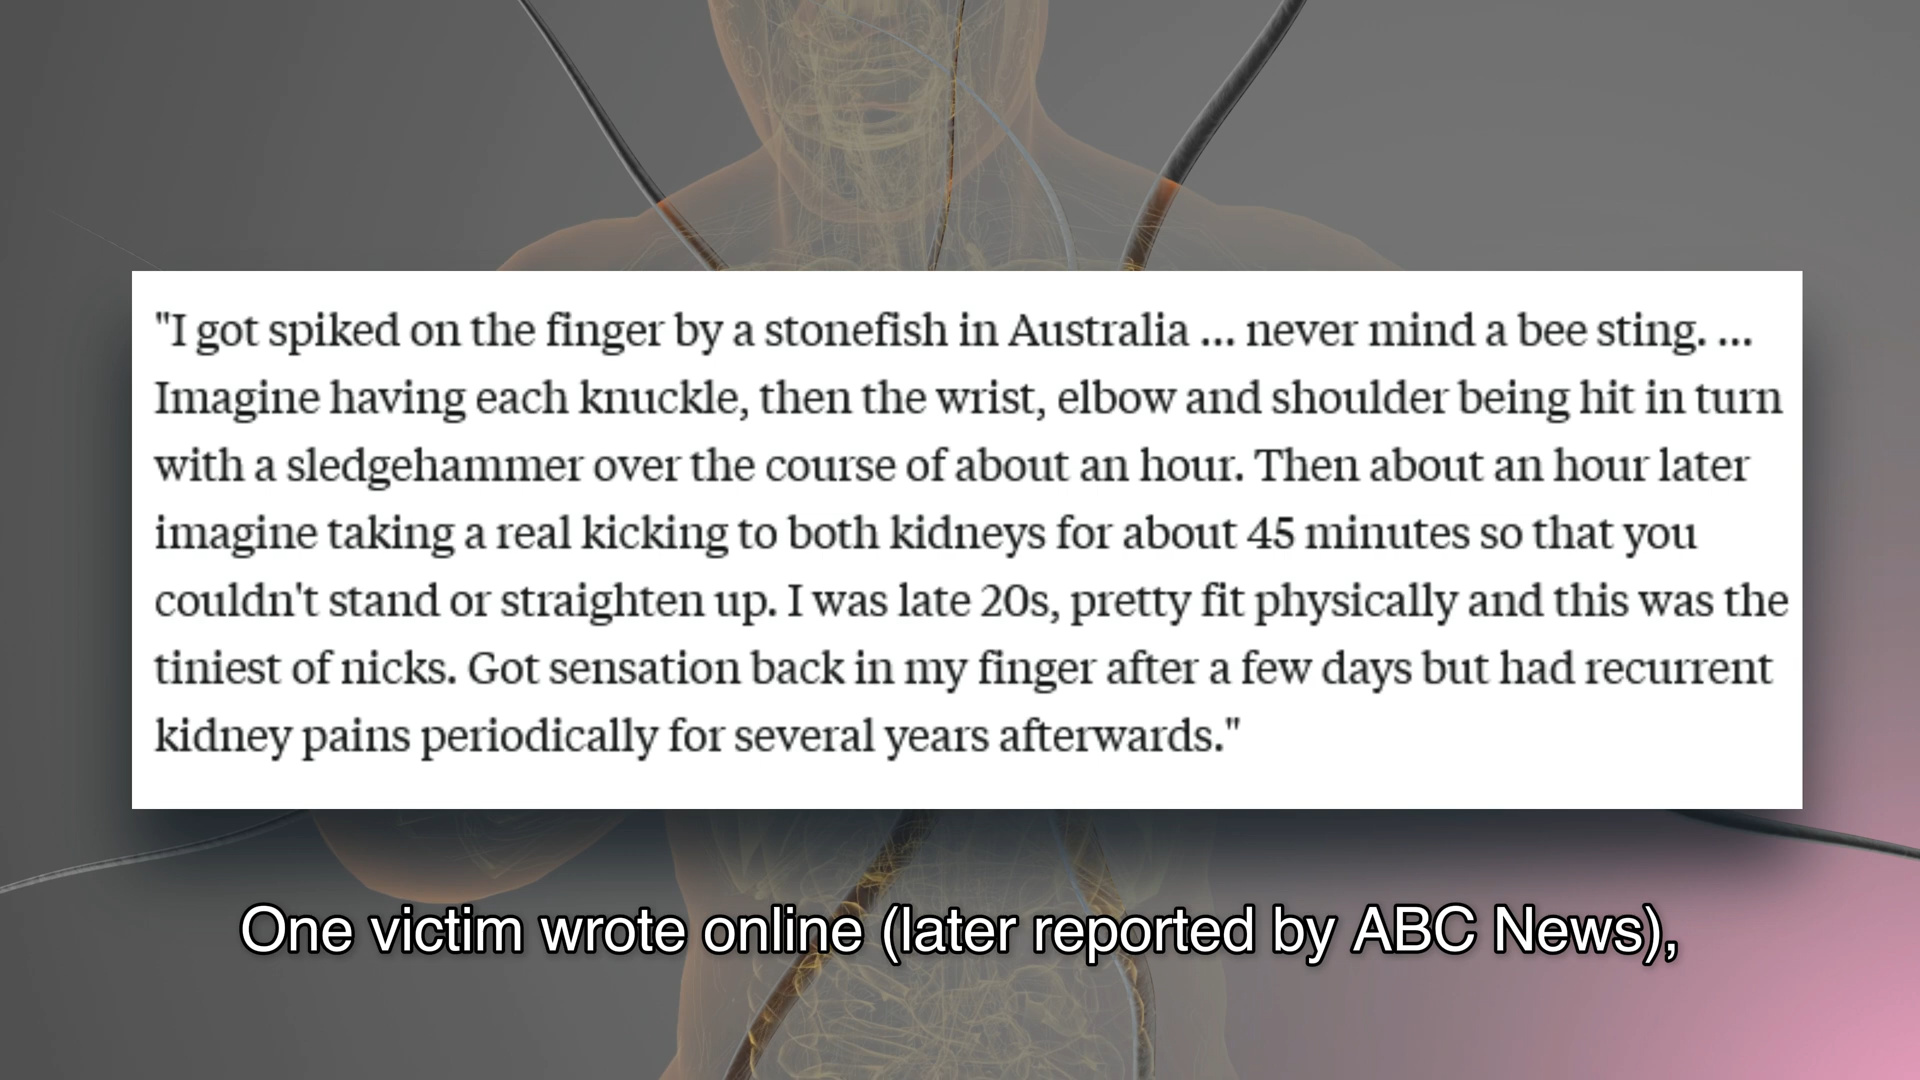 "I got spiked on the finger by a stonefish in Australia ... never mind a bee sting. ...
Imagine having each knuckle, then the wrist, elbow and shoulder being hit in turn
with a sledgehammer over the course of about an hour. Then about an hour later
imagine taking a real kicking to both kidneys for about 45 minutes so that you
couldn't stand or straighten up. I was late 20s, pretty fit physically and this was the
tiniest of nicks. Got sensation back in my finger after a few days but had recurrent
kidney pains periodically for several years afterwards."
One victim wrote online (later reported by ABC News),